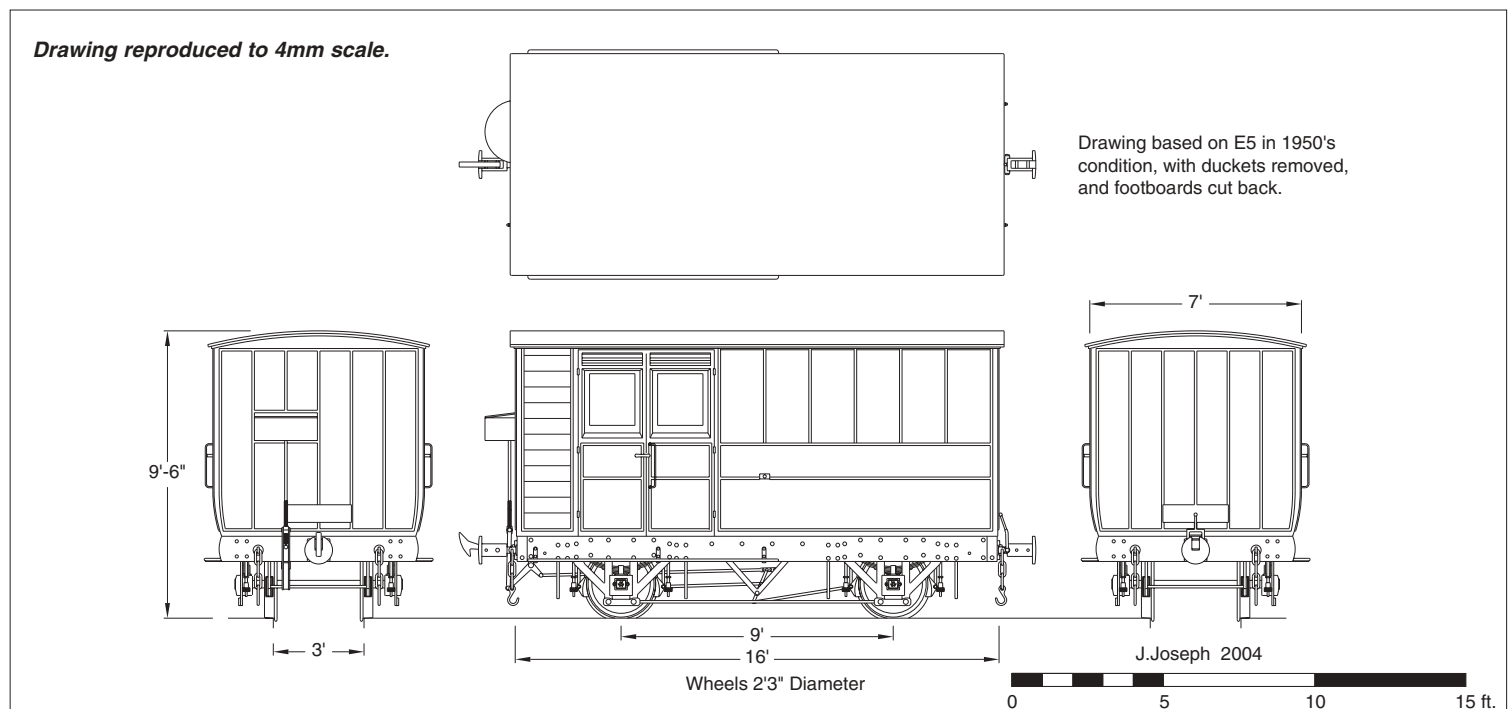 Drawing reproduced to 4mm scale.
Drawing based on E5 in 1950's
condition, with duckets removed,
and footboards cut back.
7'
9'-6"
3'
9'
16'
Wheels 2'3" Diameter
J.Joseph 2004
0 5 10 15 ft.